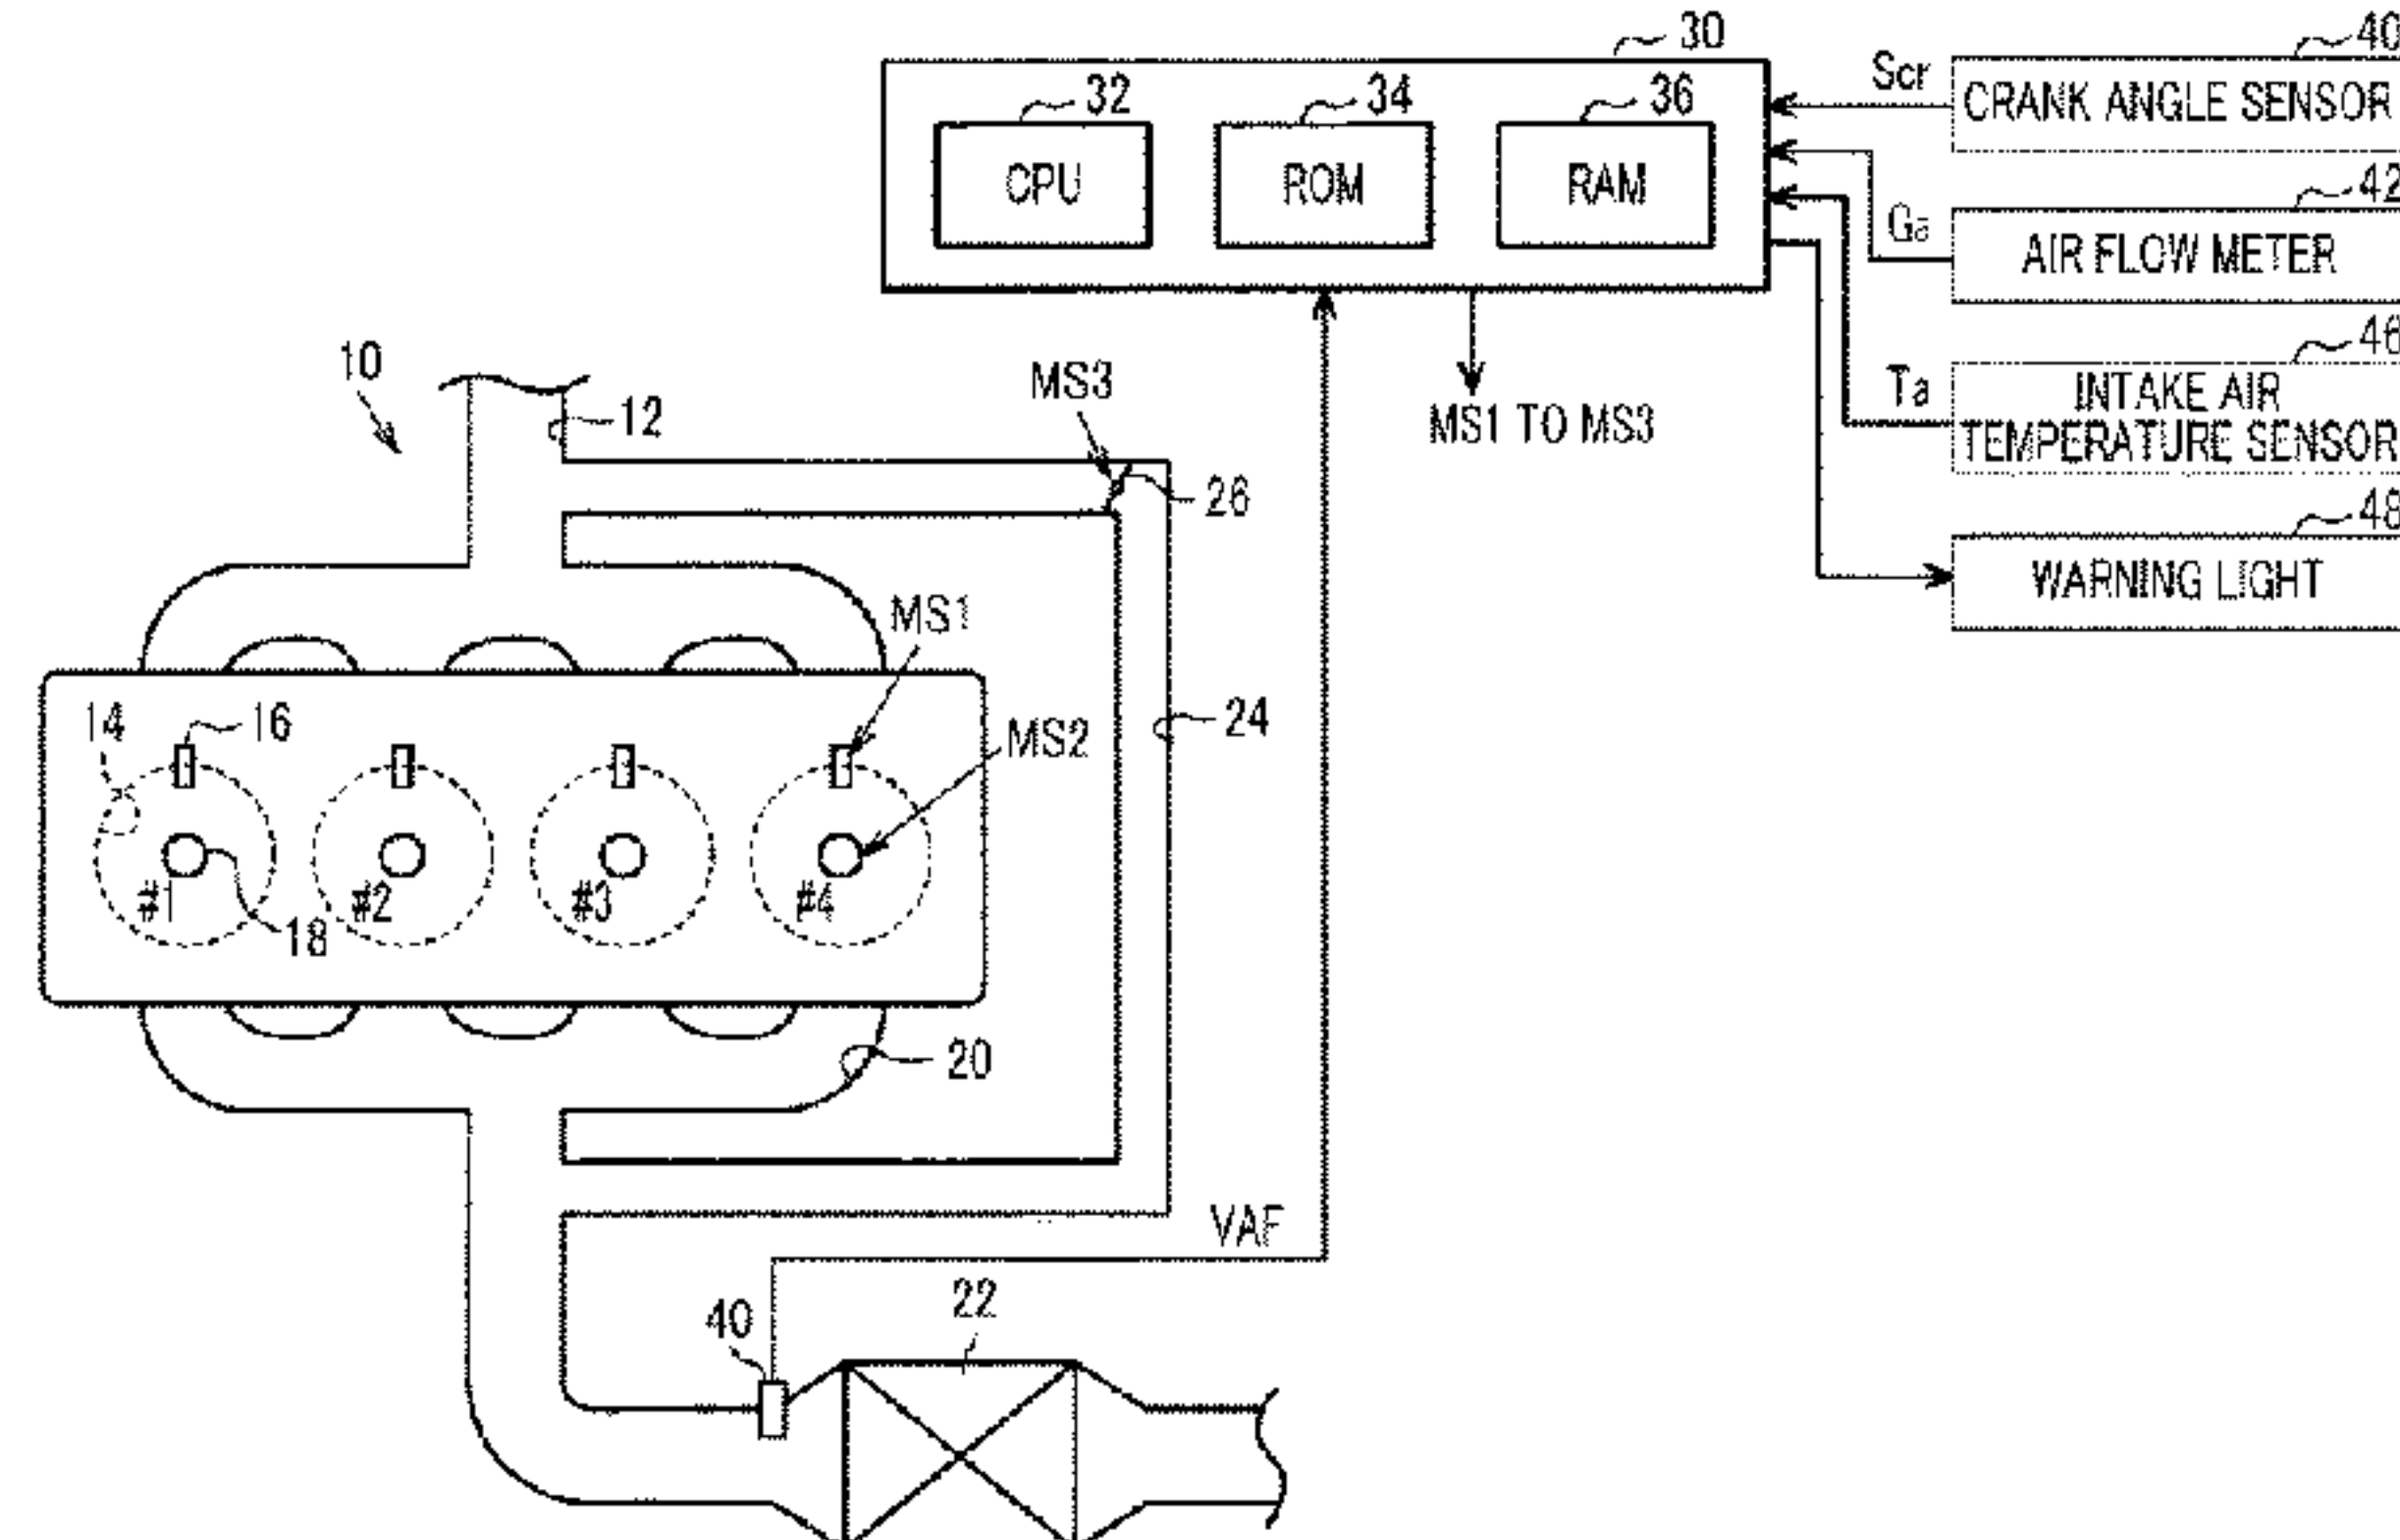 30
40
Scr
CRANK ANGLE SENSOR
32
34
36
CPU
ROM
RAM
42
Ga
AIR FLOW METER
46
Ta
INTAKE AIR
TEMPERATURE SENSOR
48
WARNING LIGHT
10
12
MS3
26
MS1 TO MS3
MS1
14
16
MS2
24
#1
#2
#3
#4
18
20
VAF
22
40